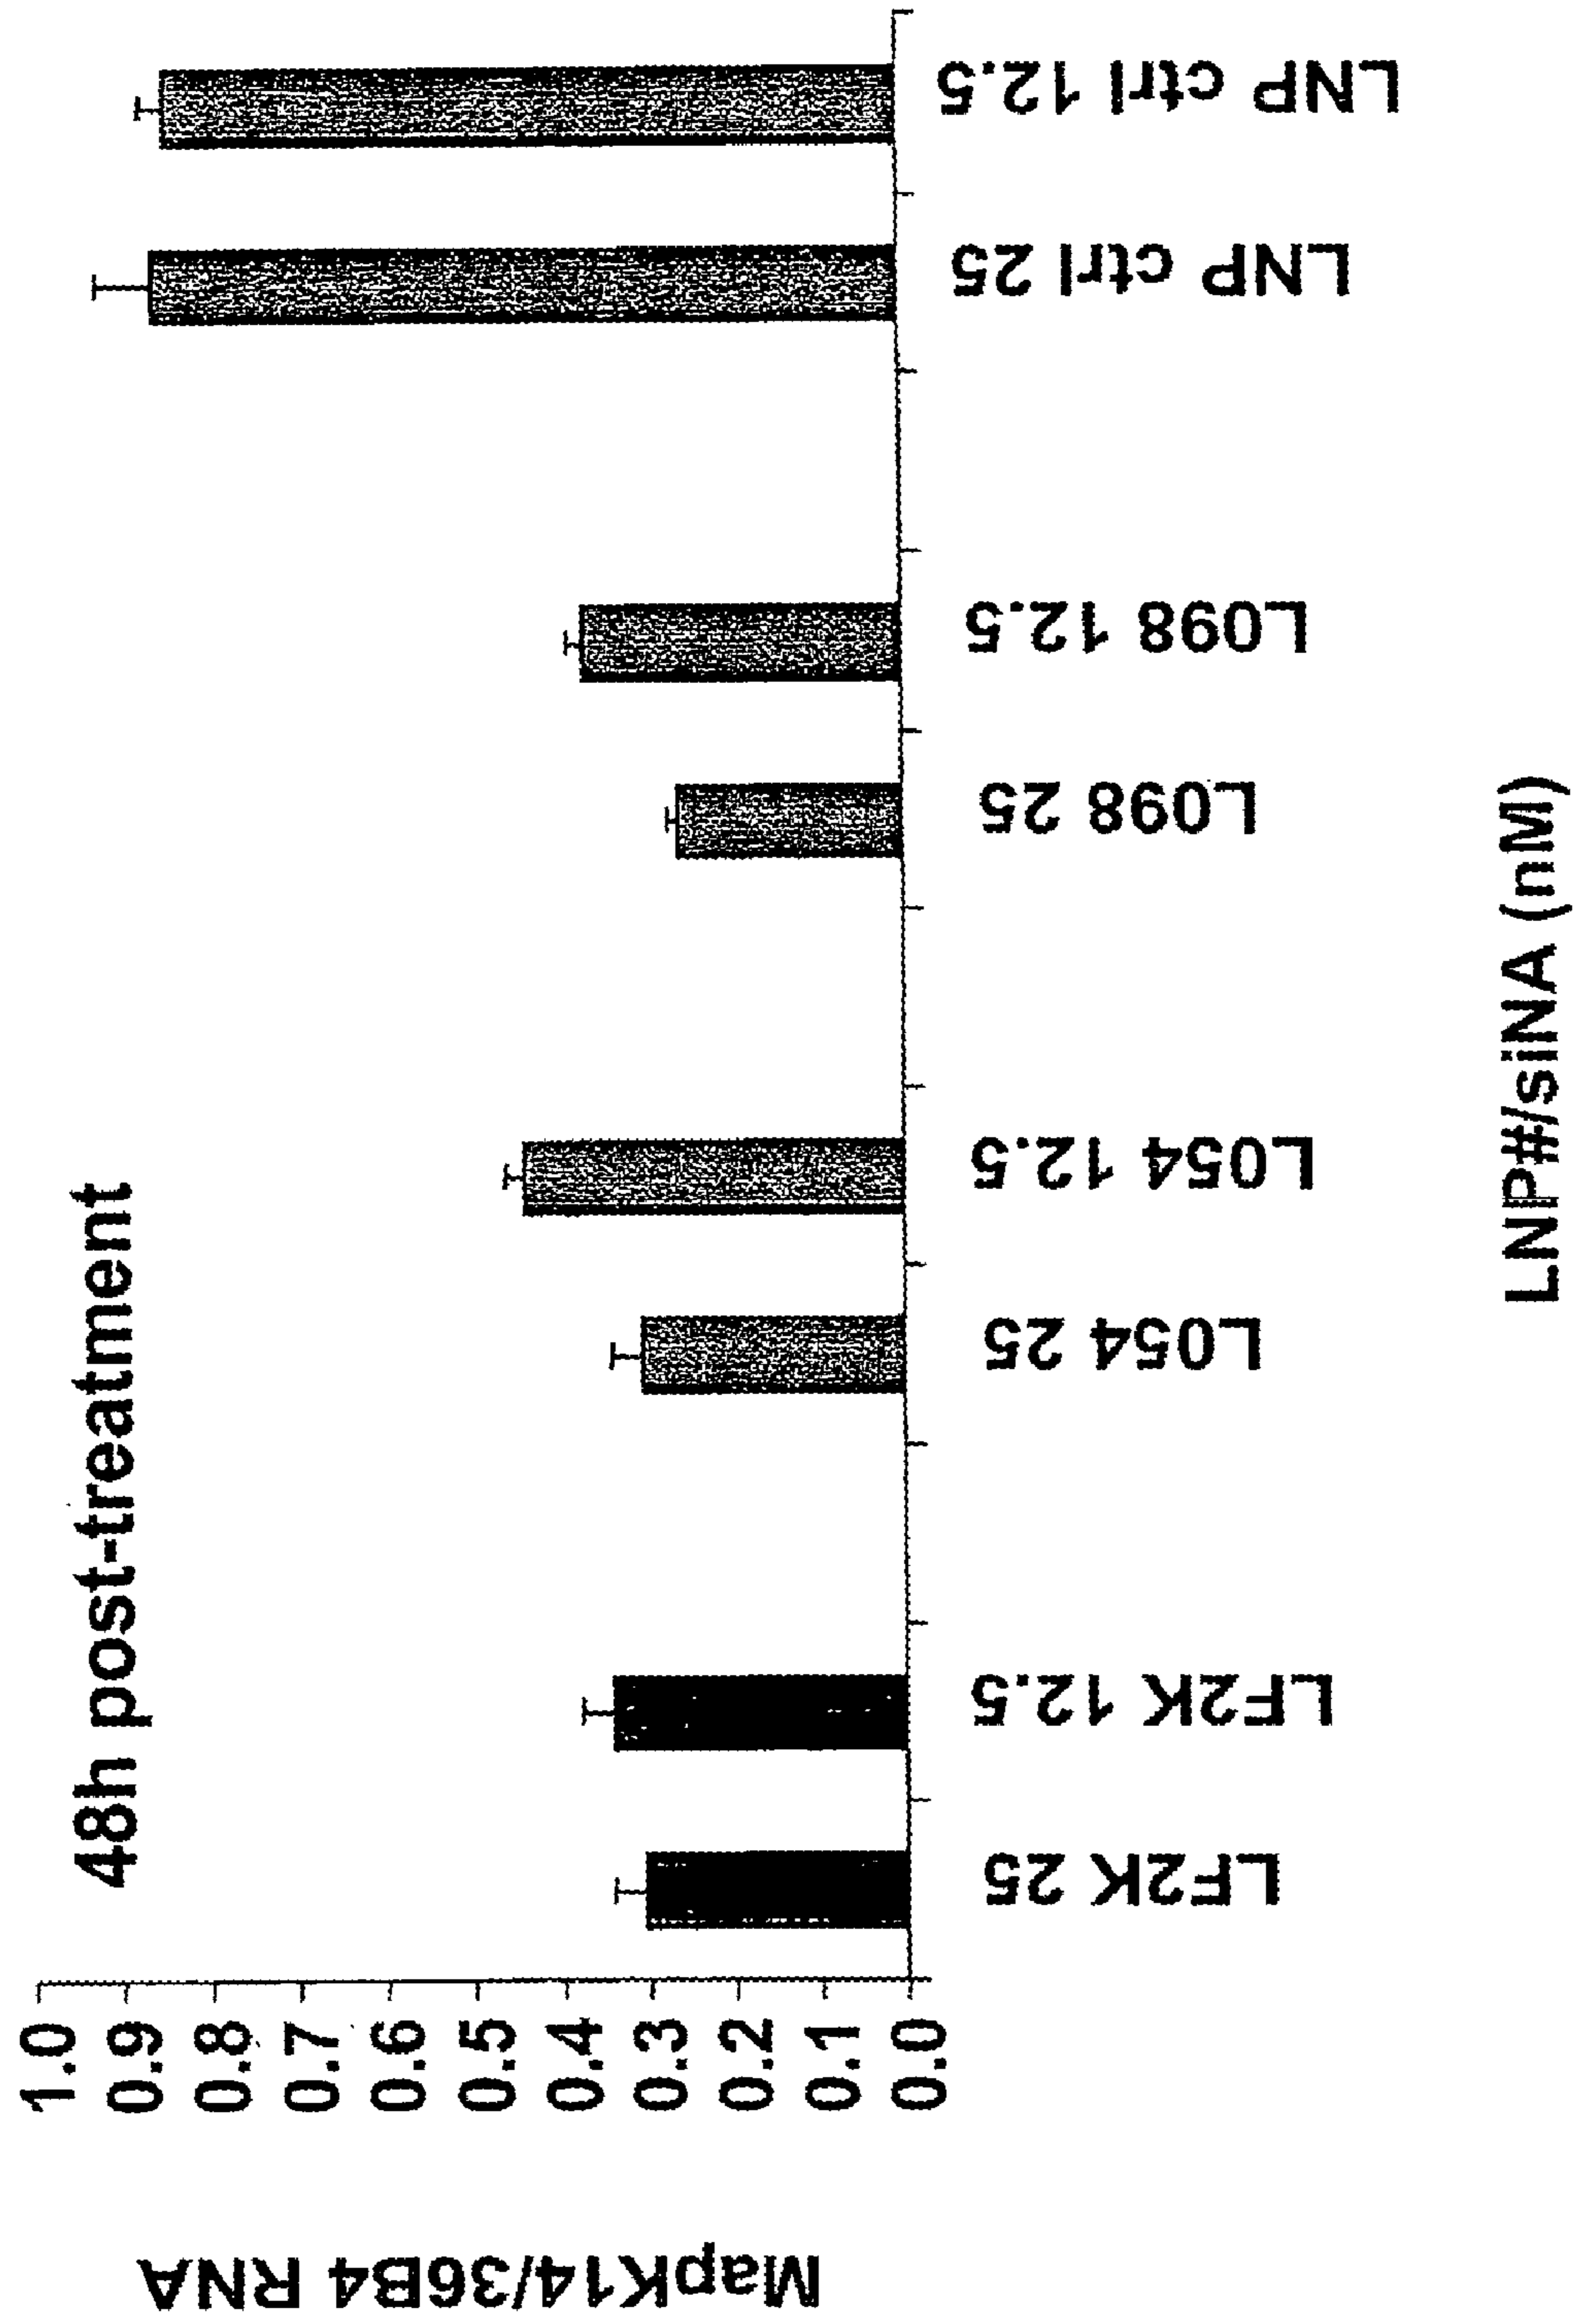 48h post-treatment
MapK14/36B4 RNA
1.0
0.9
0.8
0.7
0.6
0.5
0.4
0.3
0.2
0.1
0.0
LF2K 25
LF2K 12.5
L054 25
L054 12.5
L098 25
L098 12.5
LNP ctrl 25
LNP ctrl 12.5
LNP#/siNA (nM)